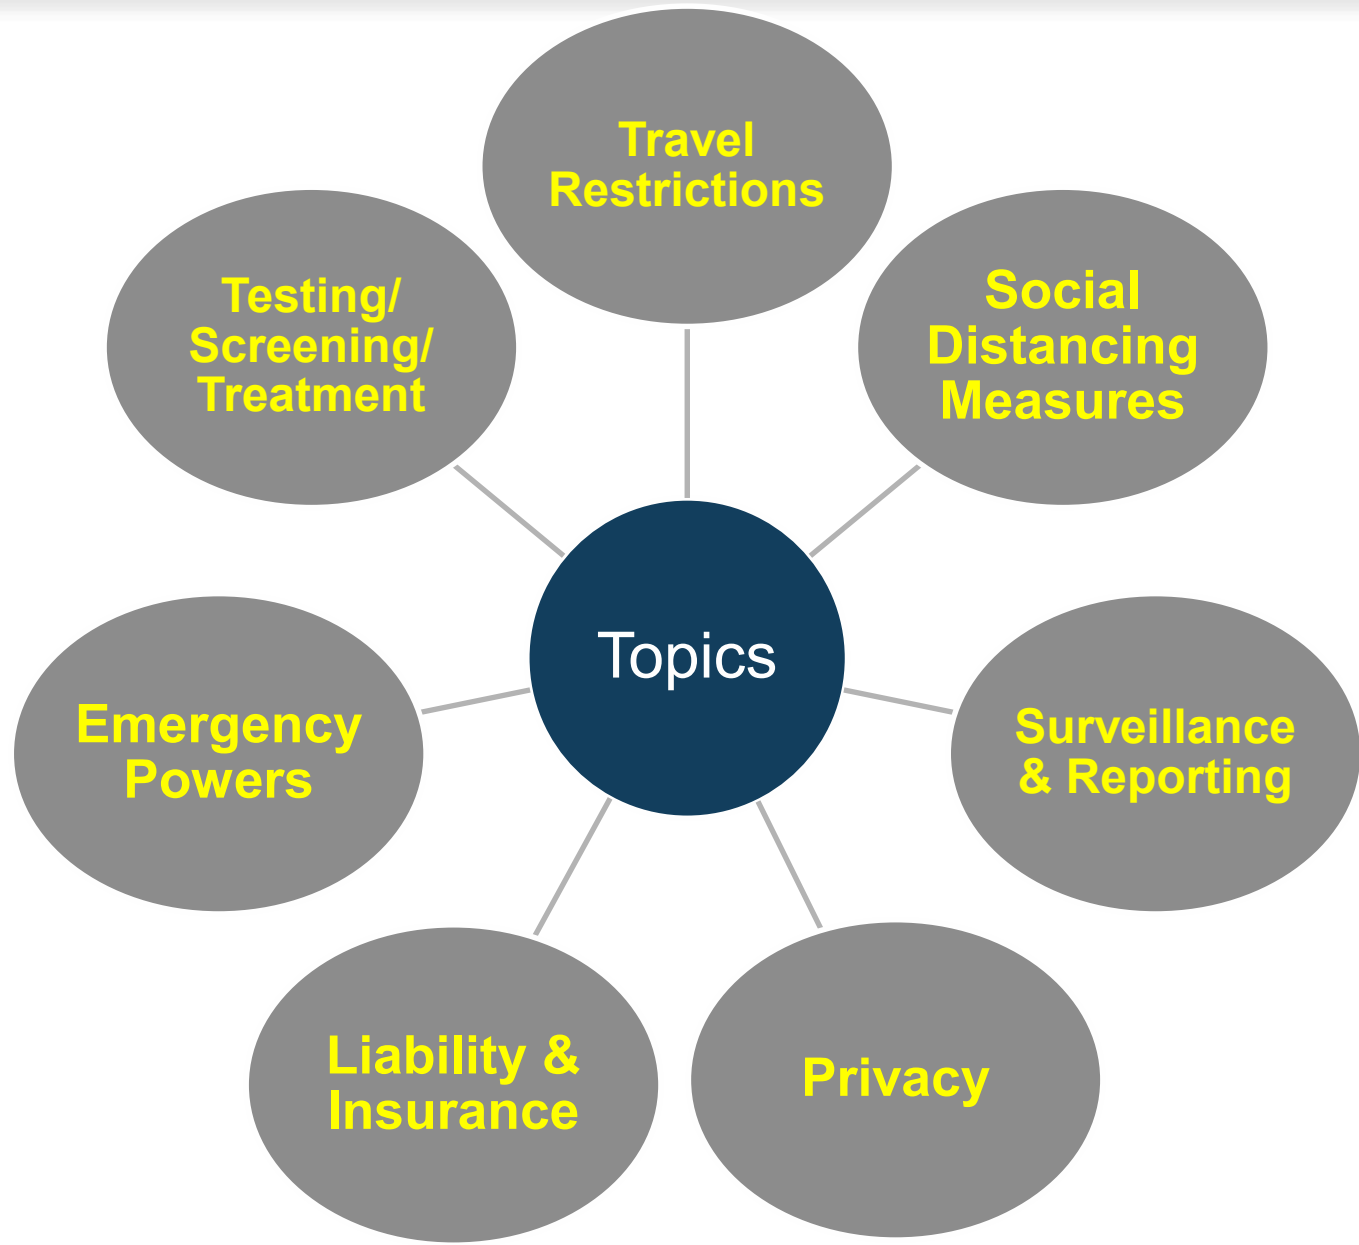 Travel
Restrictions
Social
Distancing
Measures
Testing/
Screening/
Treatment
Topics
Emergency
Powers
Surveillance
& Reporting
Liability &
Insurance
Privacy